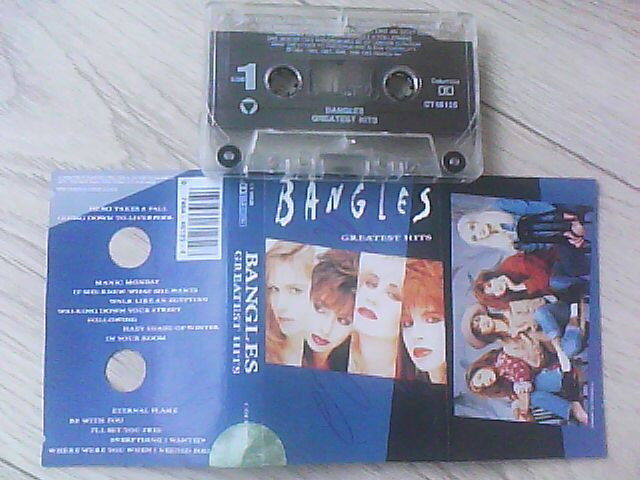 SIDE
1
BANGLES
GREATEST HITS
Columbia
CT 46125
HERO TAKES A FALL
GOING DOWN TO LIVERPOOL
MANIC MONDAY
IF SHE KNEW WHAT SHE WANTS
WALK LIKE AN EGYPTIAN
WALKING DOWN YOUR STREET
FOLLOWING
HAZY SHADE OF WINTER
IN YOUR ROOM
ETERNAL FLAME
BE WITH YOU
I'LL SET YOU FREE
EVERYTHING I WANTED
WHERE WERE YOU WHEN I NEEDED YOU
BANGLES
GREATEST HITS
BANGLES
GREATEST HITS